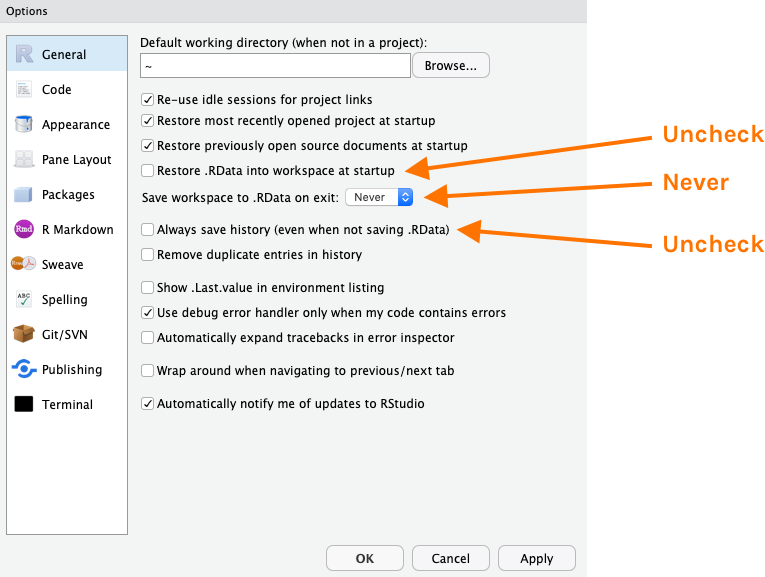 Options
General
Code
Appearance
Pane Layout
Packages
Rmd R Markdown
Sweave
ABC Spelling
Git/SVN
Publishing
Terminal
Default working directory (when not in a project):
~ Browse...
Re-use idle sessions for project links
Restore most recently opened project at startup
Restore previously open source documents at startup
Restore .RData into workspace at startup
Save workspace to .RData on exit: Never
Always save history (even when not saving .RData)
Remove duplicate entries in history
Show .Last.value in environment listing
Use debug error handler only when my code contains errors
Automatically expand tracebacks in error inspector
Wrap around when navigating to previous/next tab
Automatically notify me of updates to RStudio
OK Cancel Apply
Uncheck
Never
Uncheck